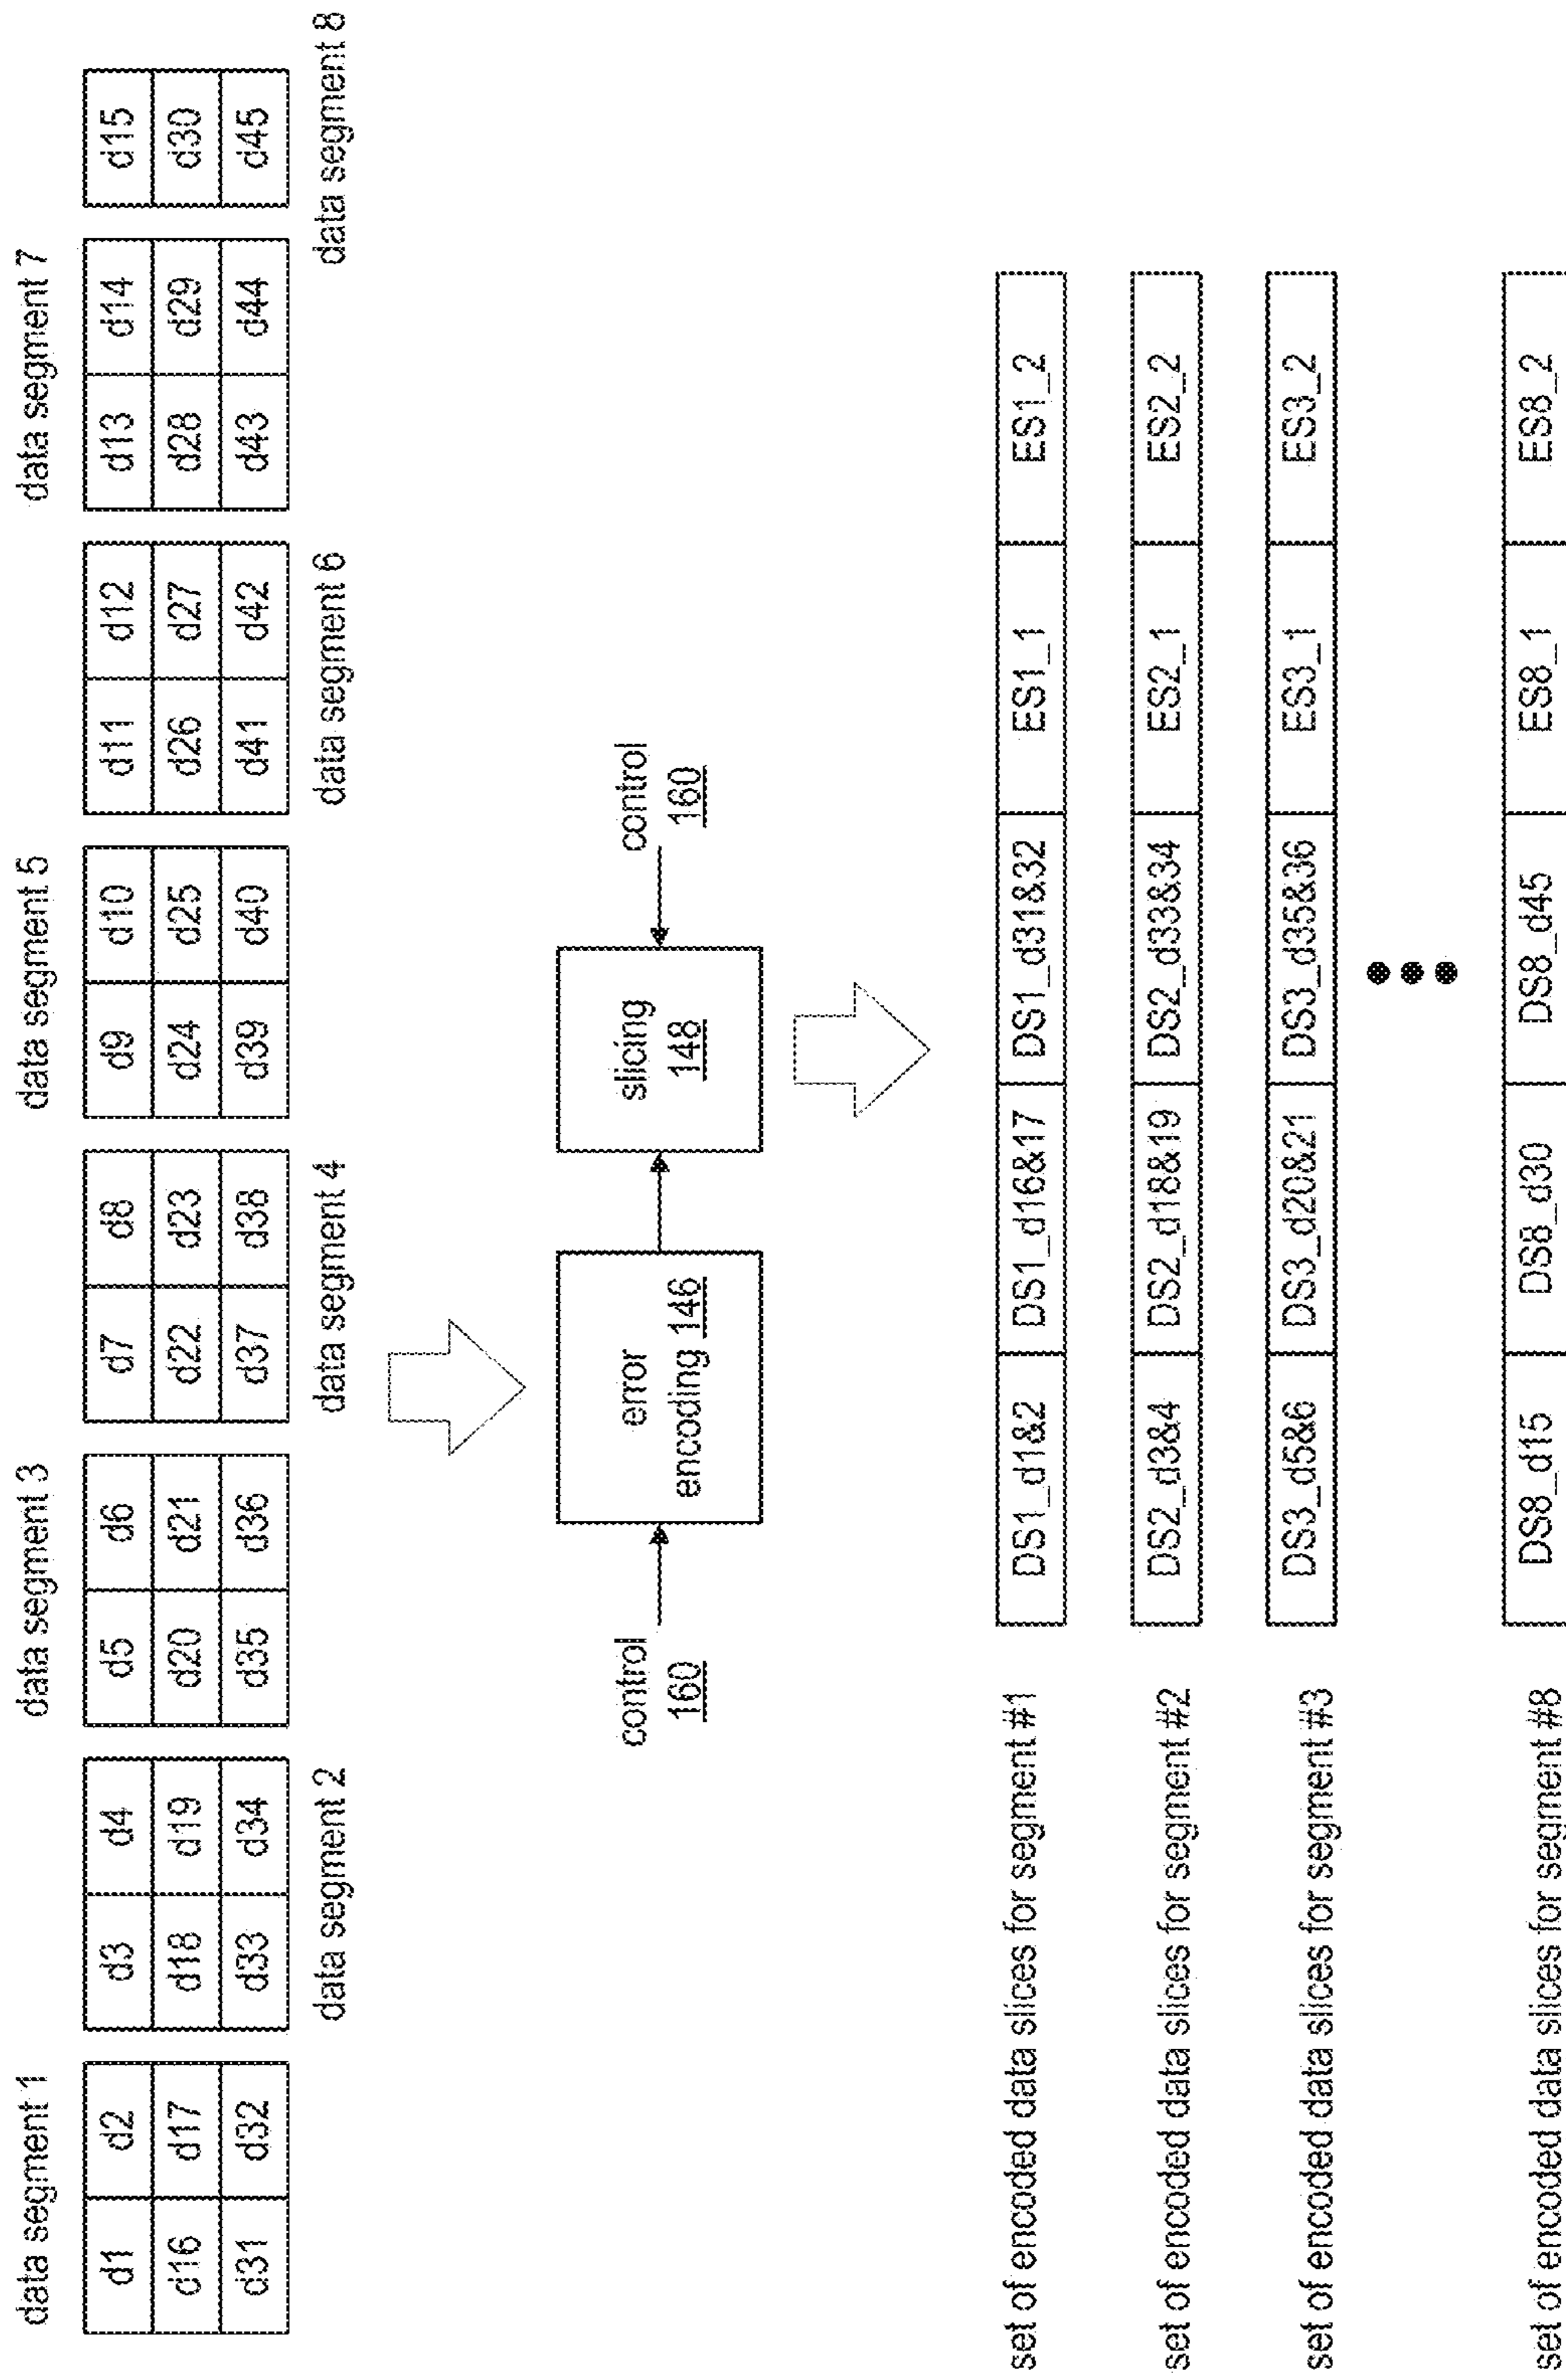 data segment 1
data segment 3
data segment 5
data segment 7
d1 d2 d3 d4 d5 d6 d7 d8 d9 d10 d11 d12 d13 d14 d15
d16 d17 d18 d19 d20 d21 d22 d23 d24 d25 d26 d27 d28 d29 d30
d31 d32 d33 d34 d35 d36 d37 d38 d39 d40 d41 d42 d43 d44 d45
data segment 2
data segment 4
data segment 6
data segment 8
control
160
error
encoding 146
slicing
148
control
160
set of encoded data slices for segment #1
DS1_d1&2 DS1_d16&17 DS1_d31&32 ES1_1 ES1_2
set of encoded data slices for segment #2
DS2_d3&4 DS2_d18&19 DS2_d33&34 ES2_1 ES2_2
set of encoded data slices for segment #3
DS3_d5&6 DS3_d20&21 DS3_d35&36 ES3_1 ES3_2
set of encoded data slices for segment #8
DS8_d15 DS8_d30 DS8_d45 ES8_1 ES8_2